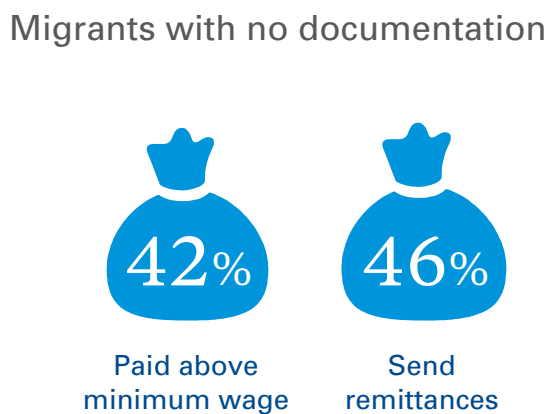 Migrants with no documentation
42%
46%
Paid above
minimum wage
Send
remittances